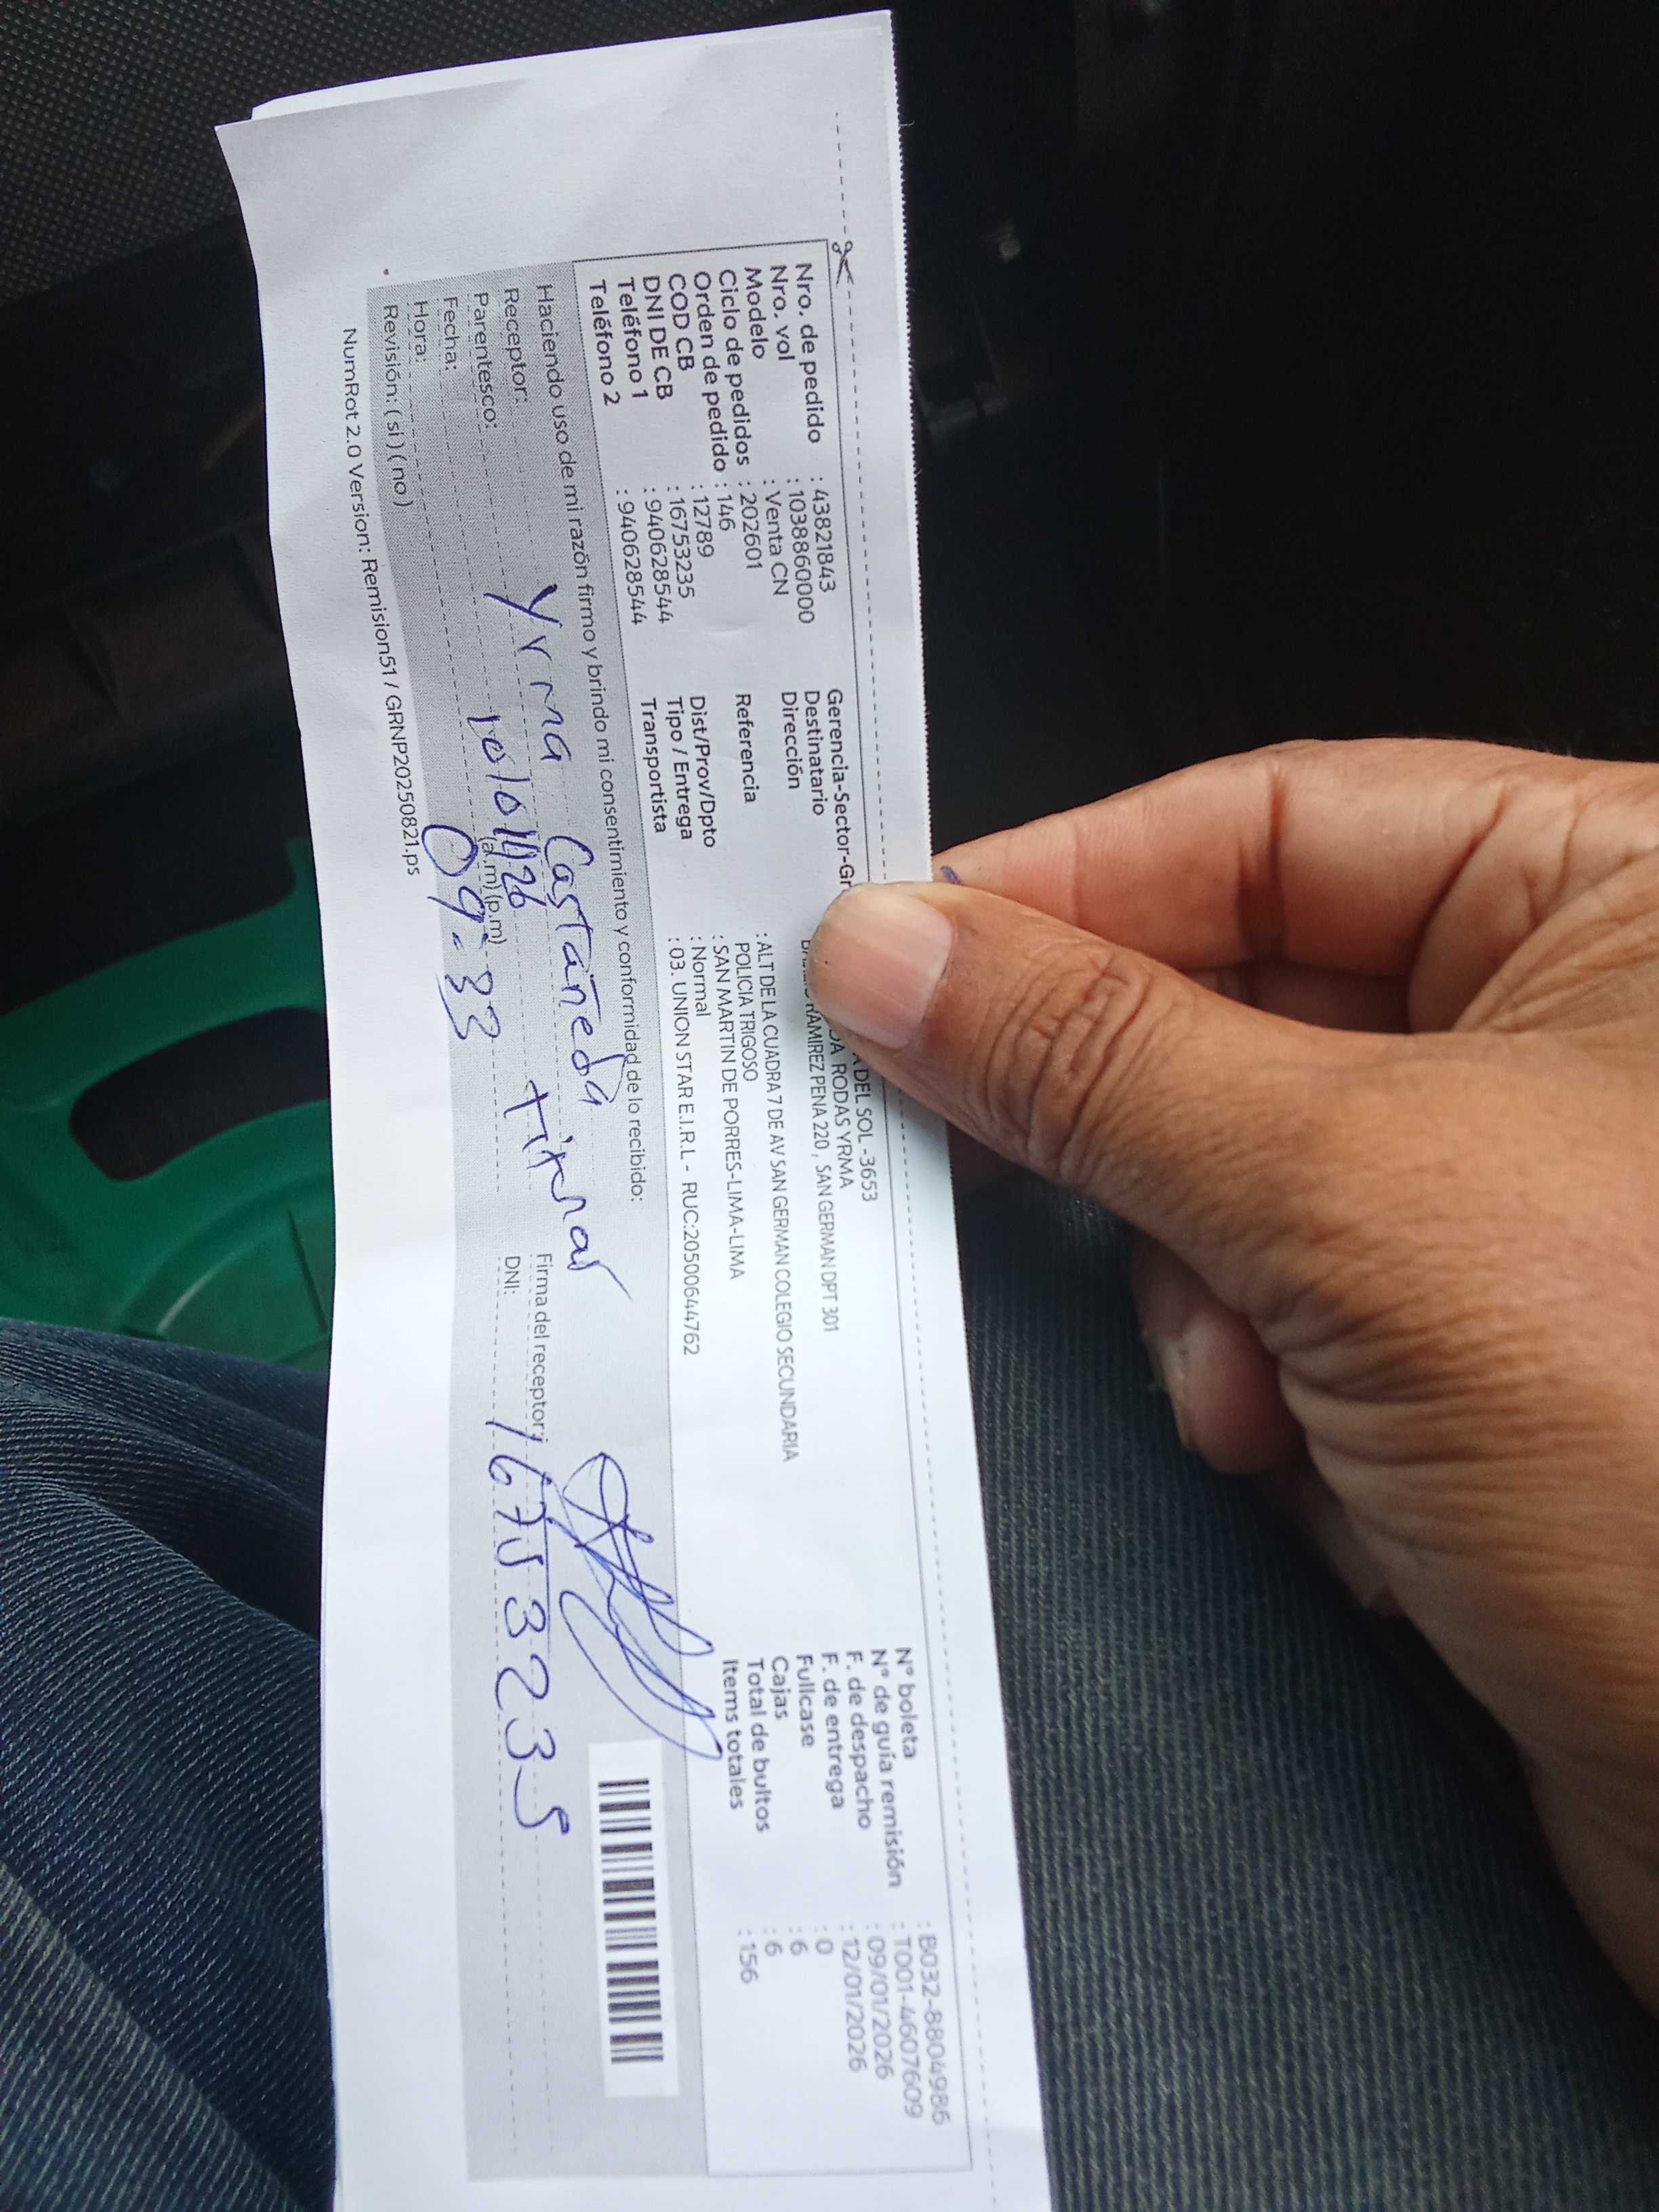 Nro. de pedido : 43821843
Nro. vol : 1038860000
Modelo : Venta CN
Ciclo de pedidos : 202601
Orden de pedido : 146
COD CB : 12789
DNI DE CB : 16753235
Teléfono 1 : 940628544
Teléfono 2 : 940628544
Gerencia-Sector-Gr A DEL SOL -3653
Destinatario DA RODAS YRMA
Dirección RAMIREZ PENA 220 , SAN GERMAN DPT 301
Referencia : ALT DE LA CUADRA 7 DE AV SAN GERMAN COLEGIO SECUNDARIA
POLICIA TRIGOSO
Dist/Prov/Dpto : SAN MARTIN DE PORRES-LIMA-LIMA
Tipo / Entrega : Normal
Transportista : 03. UNION STAR E.I.R.L - RUC:20500644762
N° boleta : B032-8804986
N° de guía remisión : T001-4607609
F. de despacho : 09/01/2026
F. de entrega : 12/01/2026
Fullcase : 0
Cajas : 6
Total de bultos : 6
Items totales : 156
Haciendo uso de mi razón firmo y brindo mi consentimiento y conformidad de lo recibido:
Receptor: Yrma Castañeda
Parentesco:
Fecha:
Hora: (a.m) (p.m) 09:33
Revisión: ( si ) ( no )
Firma del receptor:
DNI: 16753235
NumRot 2.0 Version: Remision51 / GRNP20250821.ps